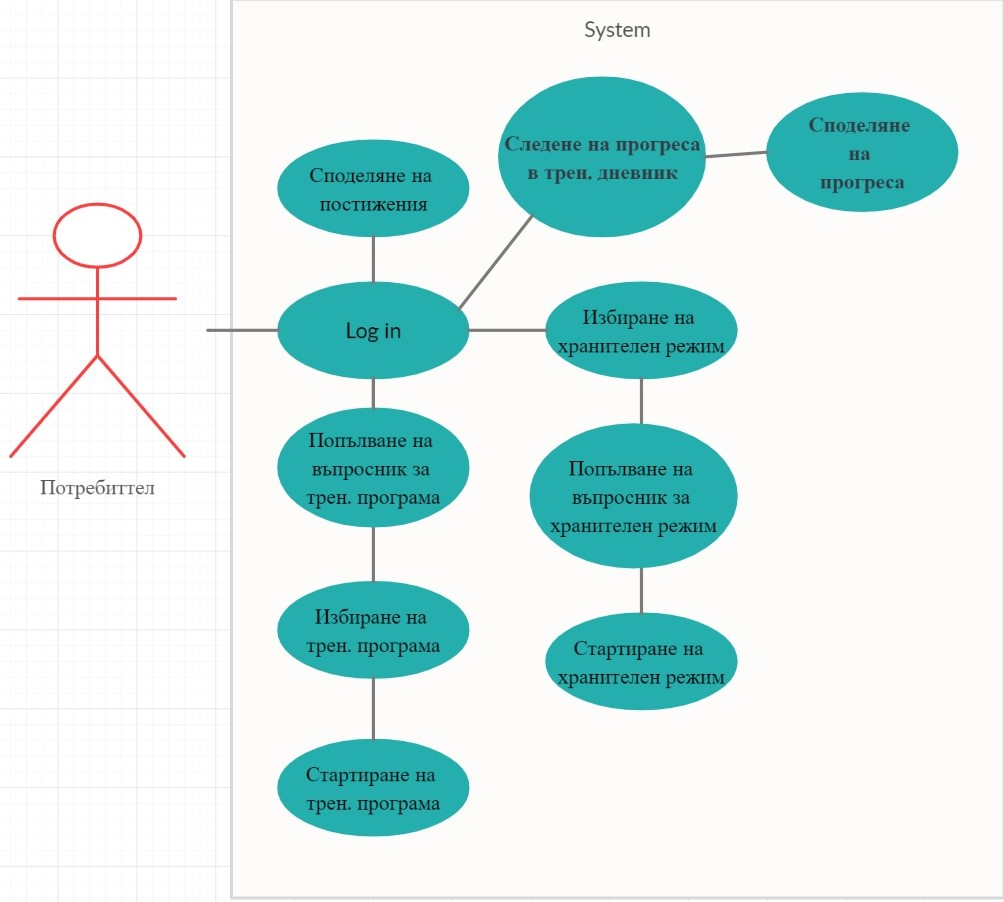 System
Следене на прогреса
в трен. дневник
Споделяне
на
прогреса
Споделяне на
постижения
Log in
Избиране на
хранителен режим
Попълване на
въпросник за
трен. програма
Попълване на
въпросник за
хранителен режим
Потребиттел
Избиране на
трен. програма
Стартиране на
хранителен режим
Стартиране на
трен. програма